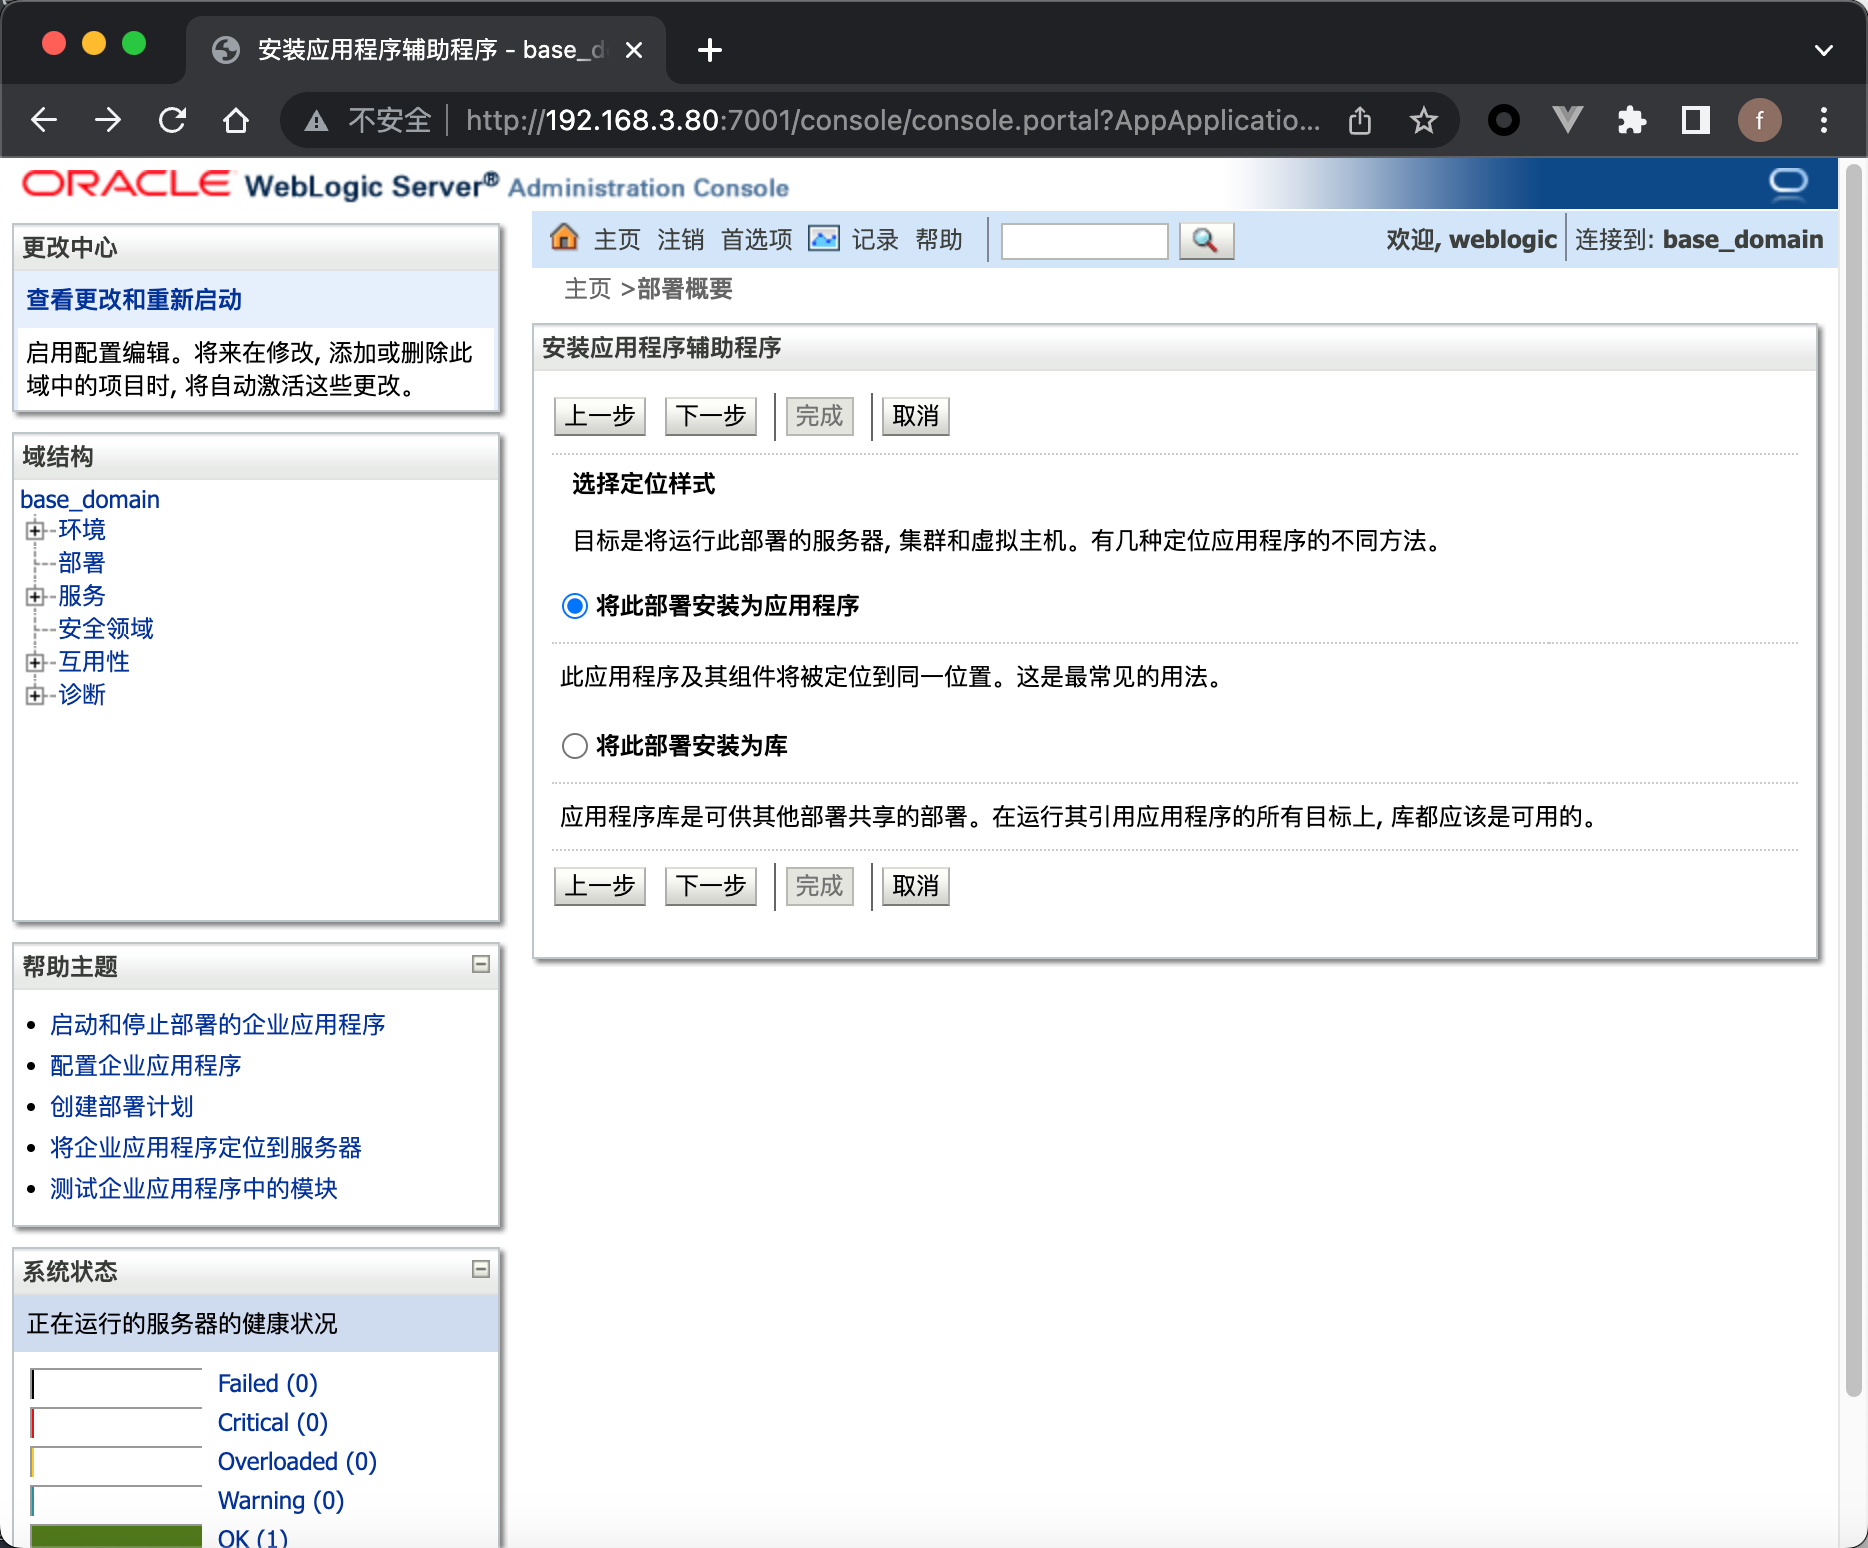 安装应用程序辅助程序 - base_d
不安全
http://192.168.3.80:7001/console/console.portal?AppApplicatio...
f
ORACLE WebLogic Server® Administration Console
更改中心
查看更改和重新启动
启用配置编辑。将来在修改, 添加或删除此
域中的项目时, 将自动激活这些更改。
域结构
base_domain
环境
部署
服务
安全领域
互用性
诊断
帮助主题
启动和停止部署的企业应用程序
配置企业应用程序
创建部署计划
将企业应用程序定位到服务器
测试企业应用程序中的模块
系统状态
正在运行的服务器的健康状况
Failed (0)
Critical (0)
Overloaded (0)
Warning (0)
OK (1)
主页 注销 首选项 记录 帮助
欢迎, weblogic 连接到: base_domain
主页 >部署概要
安装应用程序辅助程序
上一步 下一步 完成 取消
选择定位样式
目标是将运行此部署的服务器, 集群和虚拟主机。有几种定位应用程序的不同方法。
将此部署安装为应用程序
此应用程序及其组件将被定位到同一位置。这是最常见的用法。
将此部署安装为库
应用程序库是可供其他部署共享的部署。在运行其引用应用程序的所有目标上, 库都应该是可用的。
上一步 下一步 完成 取消